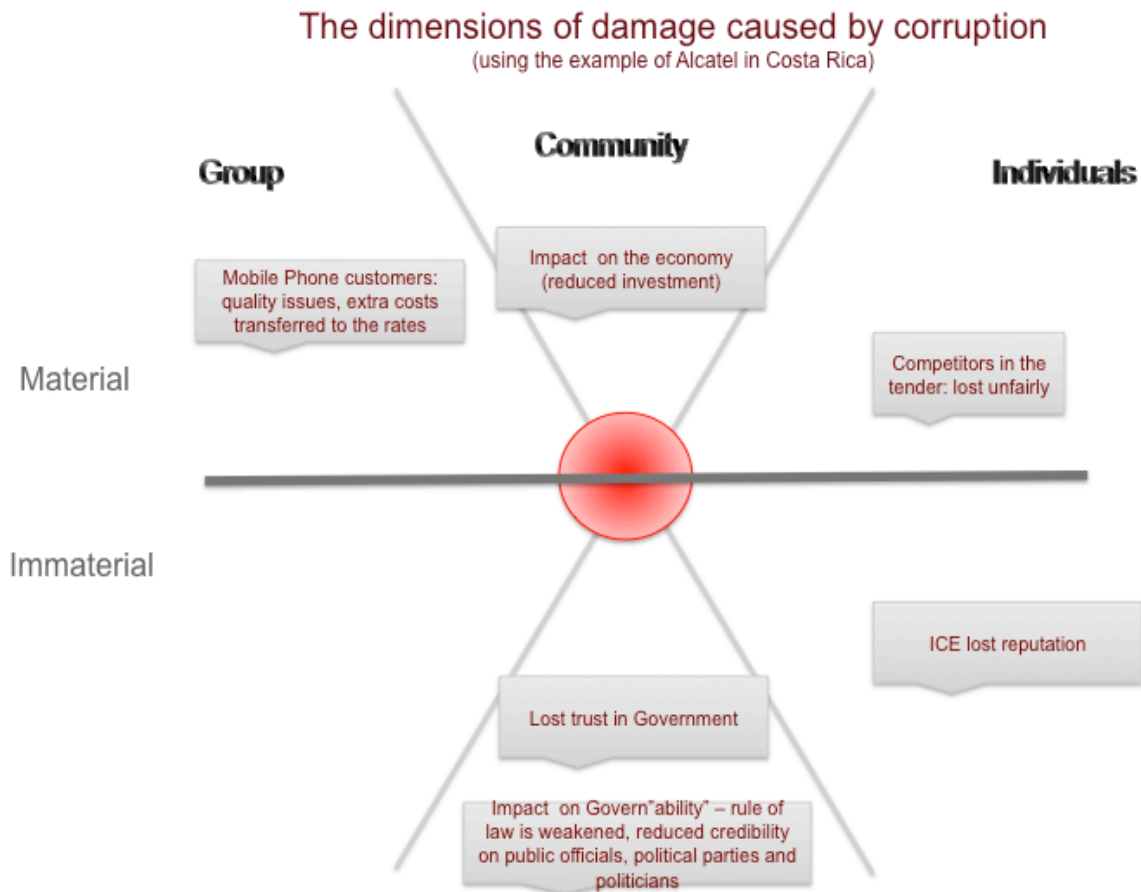 The dimensions of damage caused by corruption
(using the example of Alcatel in Costa Rica)
Group
Community
Individuals
Mobile Phone customers:
quality issues, extra costs
transferred to the rates
Impact on the economy
(reduced investment)
Material
Competitors in the
tender: lost unfairly
Immaterial
ICE lost reputation
Lost trust in Government
Impact on Govern"ability" – rule of
law is weakened, reduced credibility
on public officials, political parties and
politicians